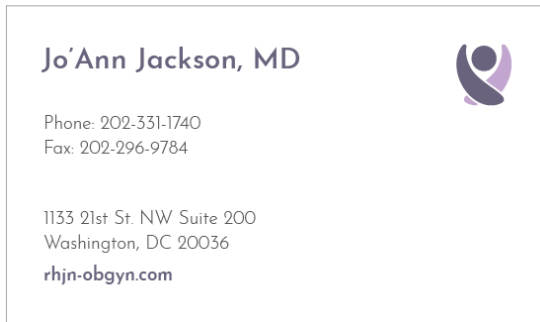 Jo’Ann Jackson, MD
Phone: 202-331-1740
Fax: 202-296-9784
1133 21st St. NW Suite 200
Washington, DC 20036
rhjn-obgyn.com